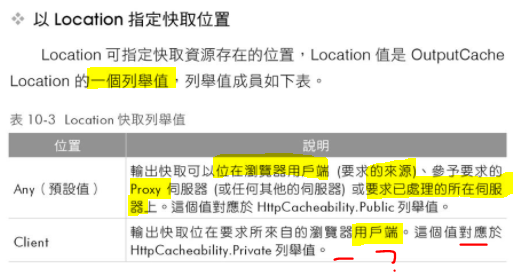 ❖ 以 Location 指定快取位置
Location 可指定快取資源存在的位置，Location 值是 OutputCache
Location 的一個列舉值，列舉值成員如下表。
表 10-3 Location 快取列舉值
位置 說明
Any（預設值） 輸出快取可以位在瀏覽器用戶端 (要求的來源)、參予要求的
Proxy 伺服器 (或任何其他的伺服器) 或要求已處理的所在伺服
器上。這個值對應於 HttpCacheability.Public 列舉值。
Client 輸出快取位在要求所來自的瀏覽器用戶端。這個值對應於
HttpCacheability.Private 列舉值。